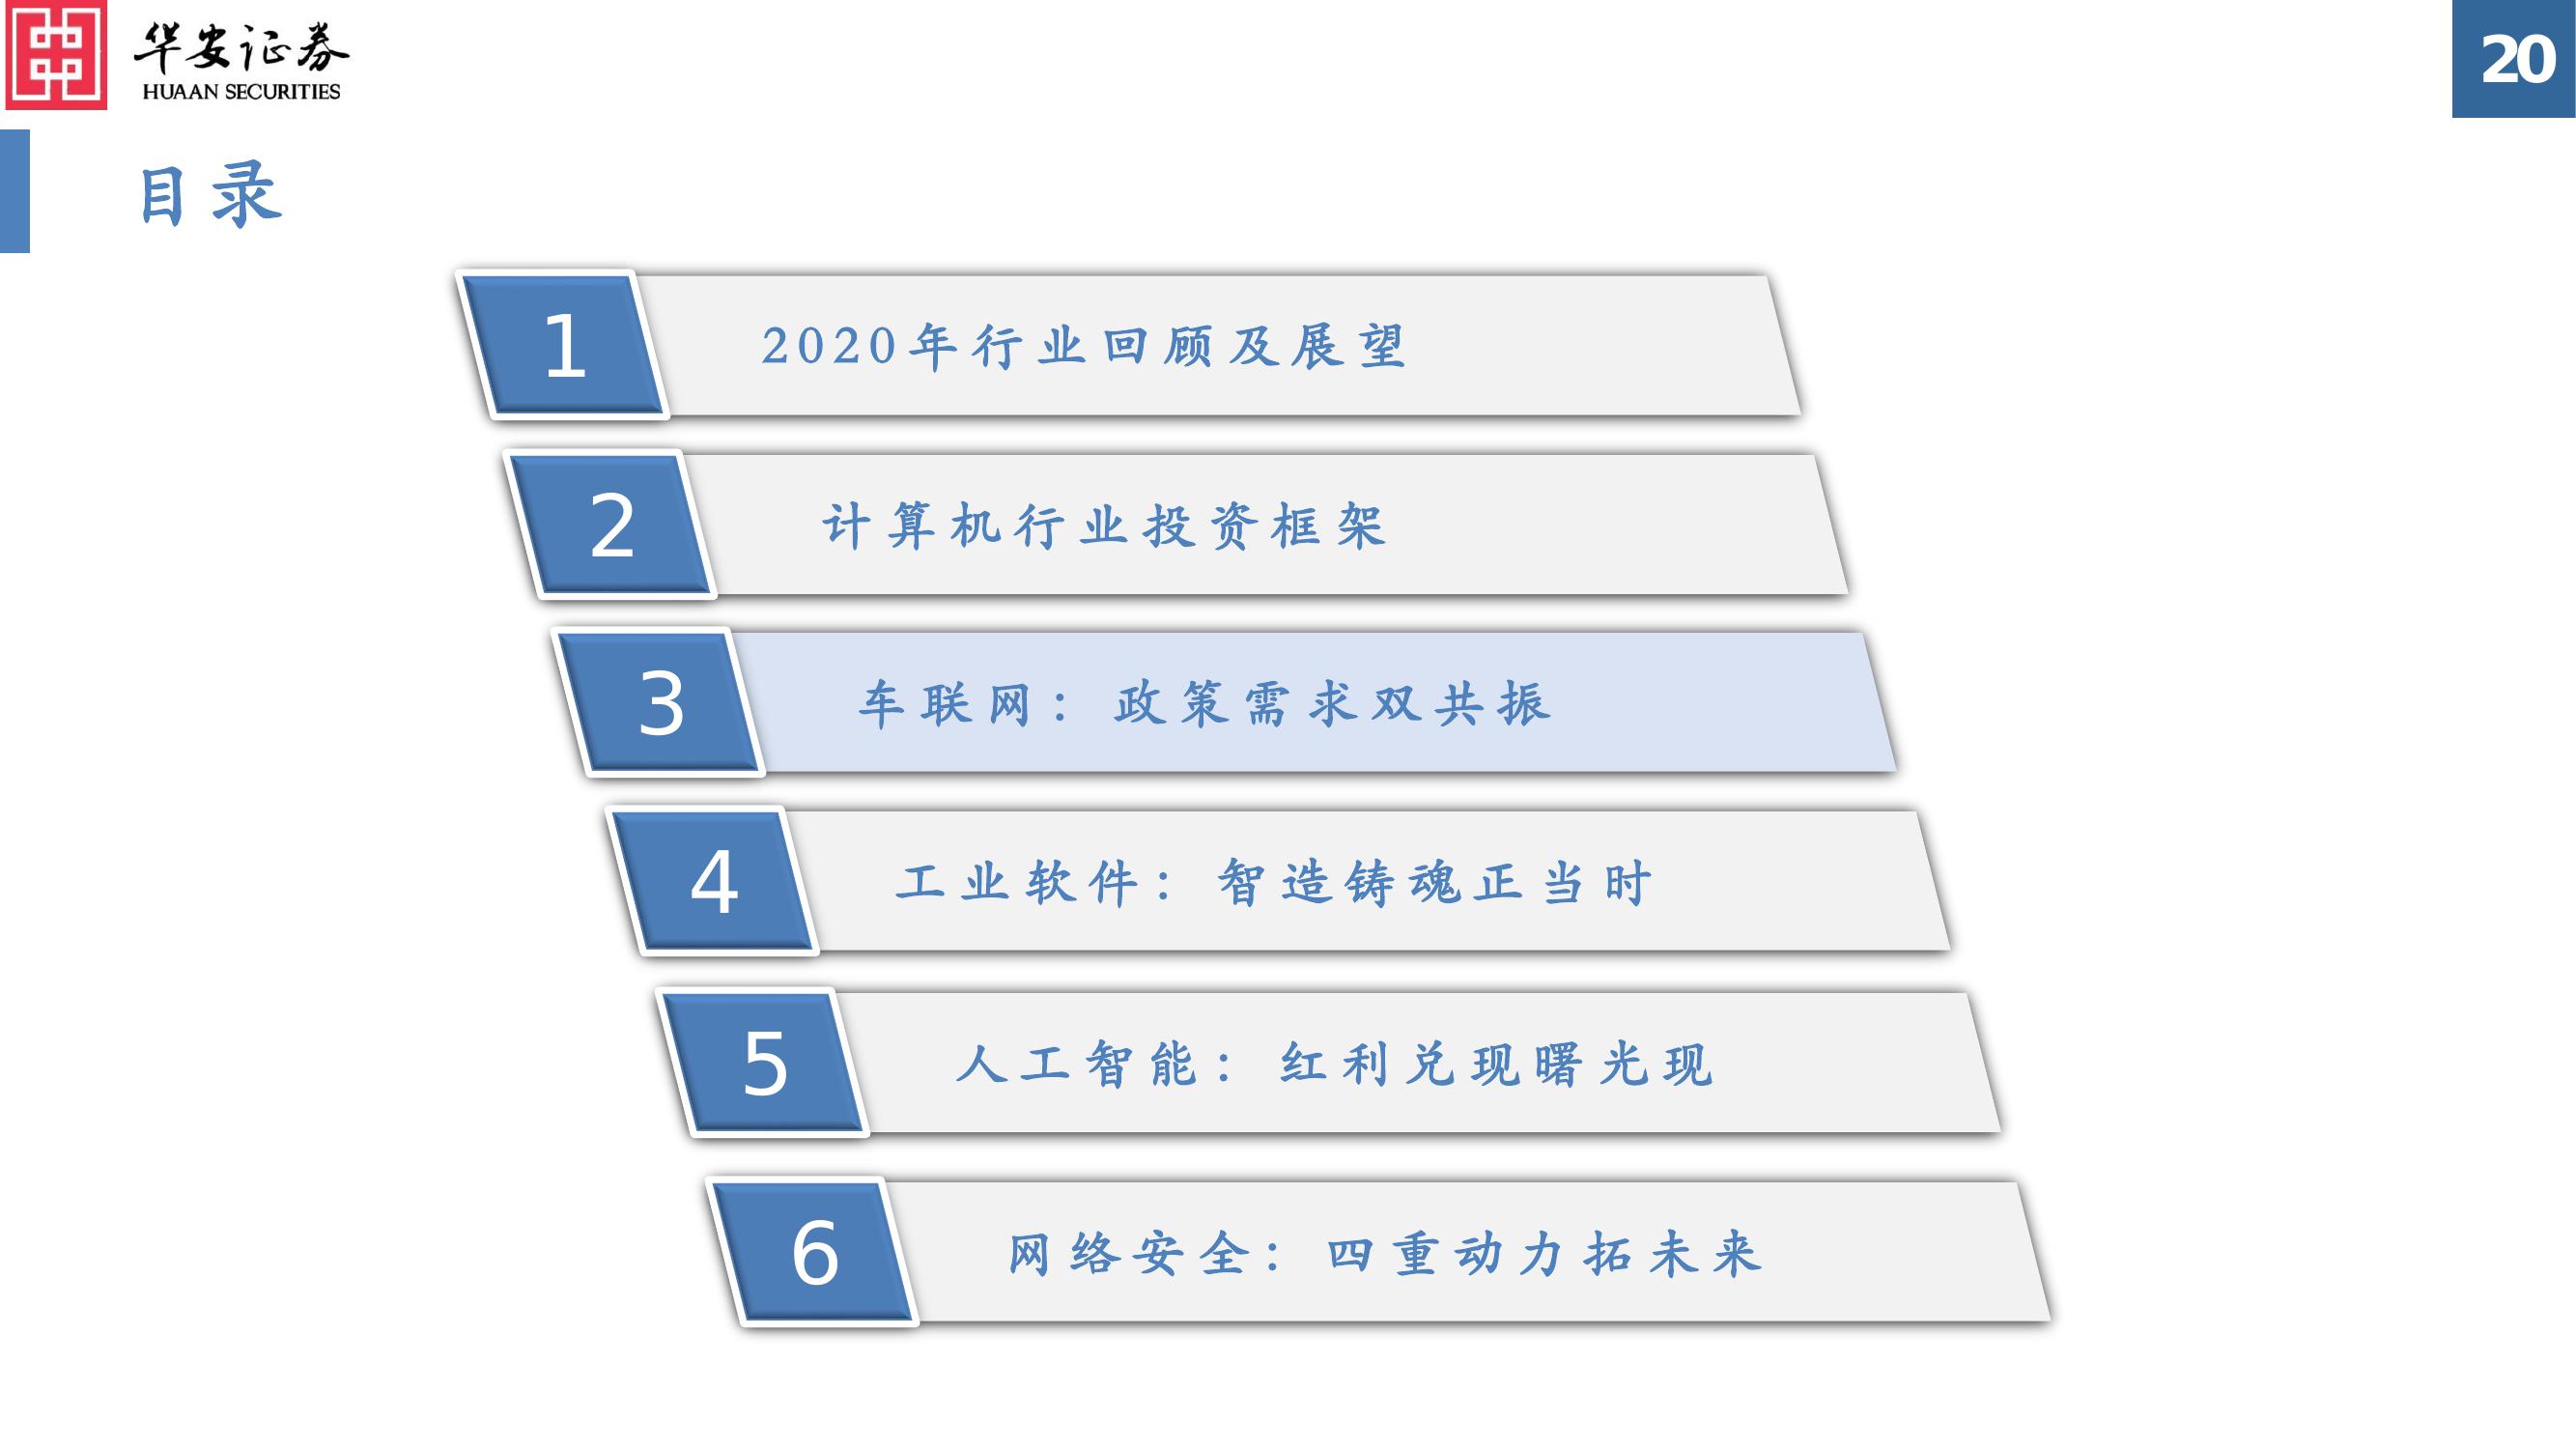 华安证券
HUAAN SECURITIES
20
目录
1
2020年行业回顾及展望
2
计算机行业投资框架
3
车联网：政策需求双共振
4
工业软件：智造铸魂正当时
5
人工智能：红利兑现曙光现
6
网络安全：四重动力拓未来